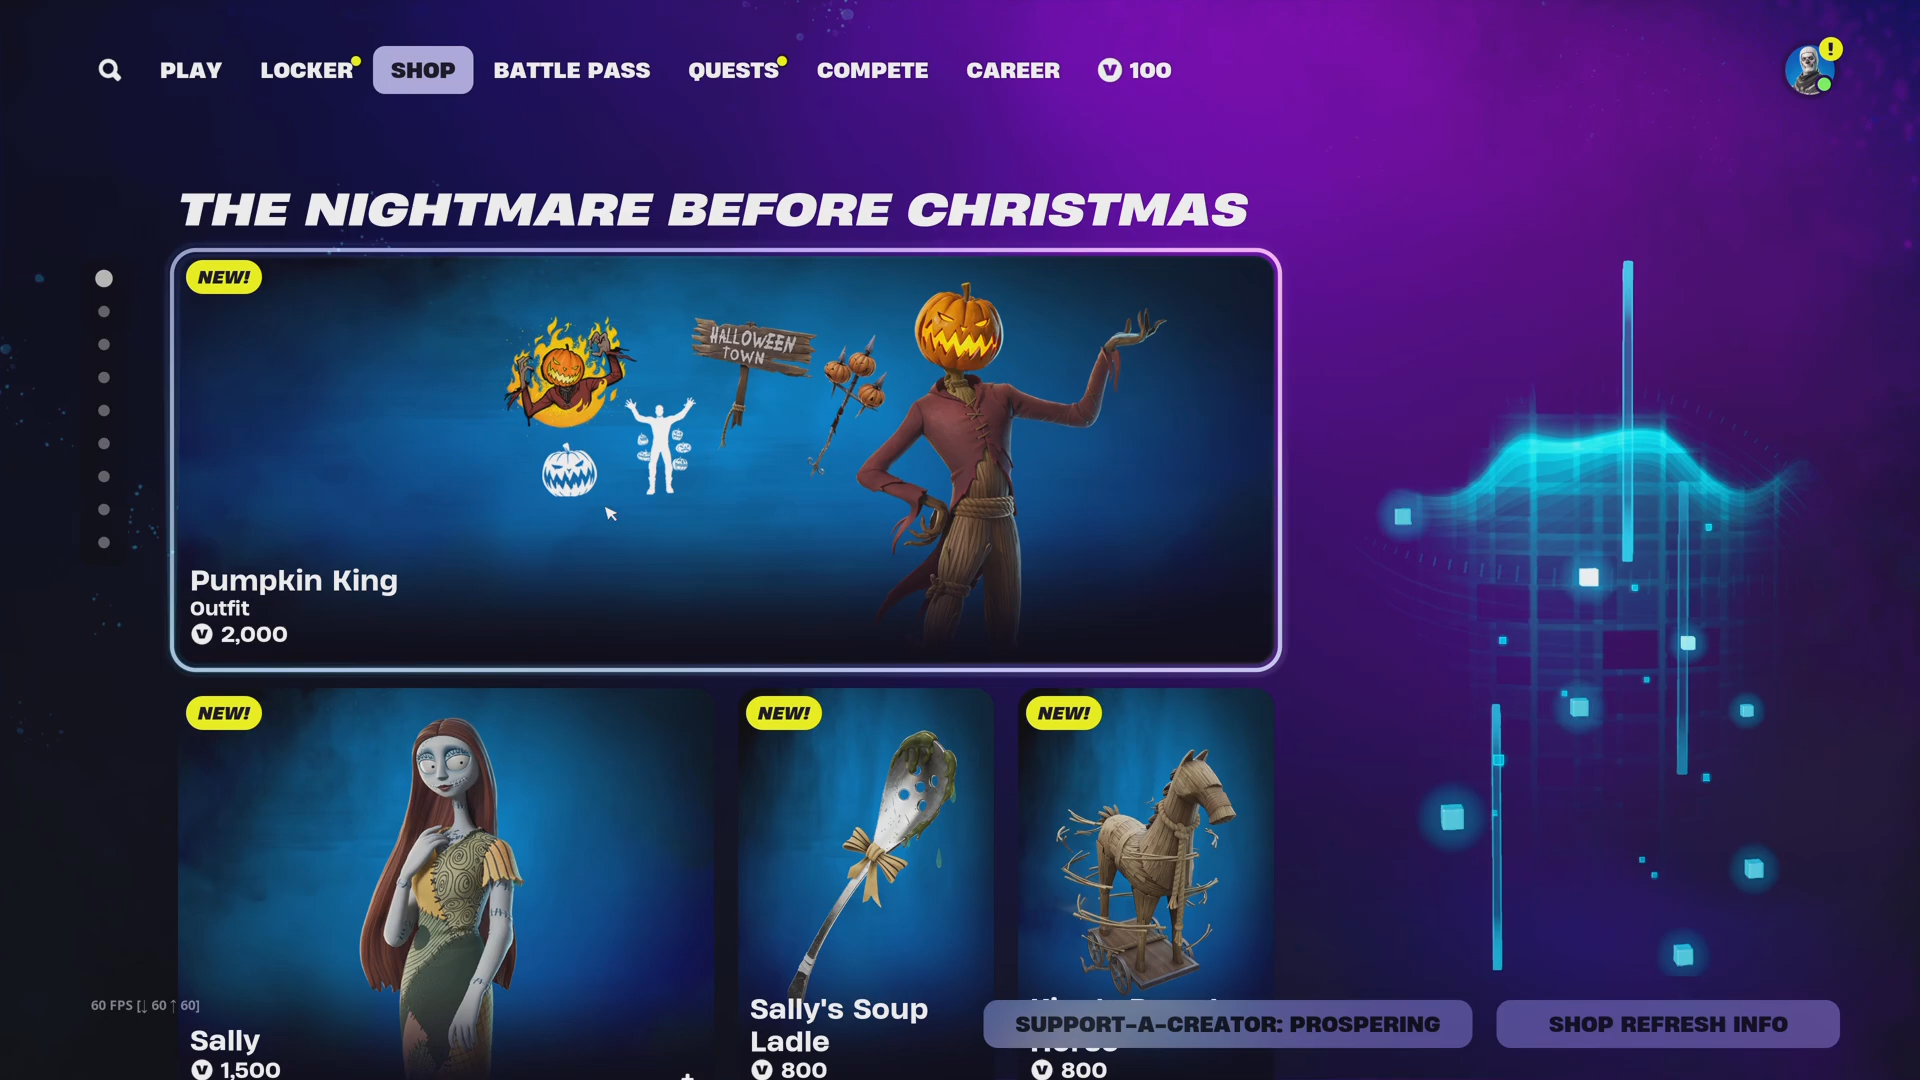 PLAY LOCKER SHOP BATTLE PASS QUESTS COMPETE CAREER V 100 !
THE NIGHTMARE BEFORE CHRISTMAS
NEW!
HALLOWEEN
TOWN
Pumpkin King
Outfit
V 2,000
NEW!
NEW!
NEW!
60 FPS [↓ 60 ↑ 60]
Sally
V 1,500
Sally's Soup
Ladle
V 800
V 800
SUPPORT-A-CREATOR: PROSPERING
SHOP REFRESH INFO